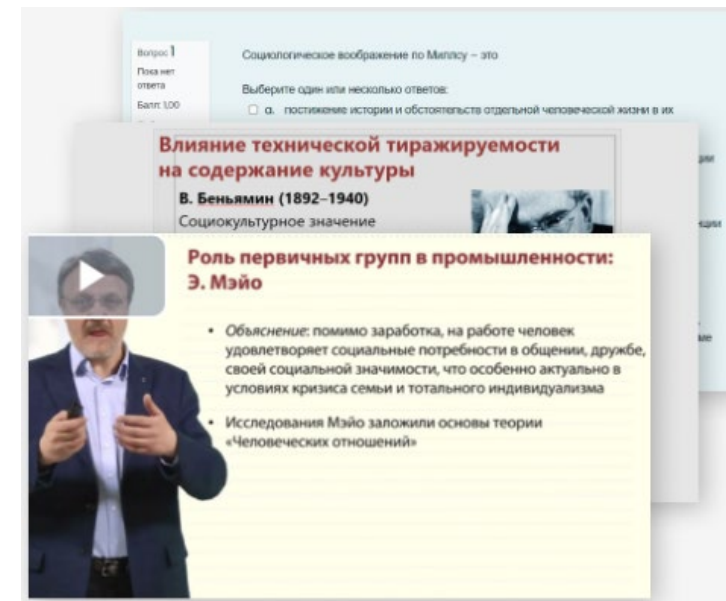 Вопрос 1
Пока нет
ответа
Балл: 1,00
Социологическое воображение по Миллсу – это
Выберите один или несколько ответов:
a. постижение истории и обстоятельств отдельной человеческой жизни в их
Влияние технической тиражируемости
на содержание культуры
В. Беньямин (1892–1940)
Социокультурное значение
Роль первичных групп в промышленности:
Э. Мэйо
• Объяснение: помимо заработка, на работе человек
удовлетворяет социальные потребности в общении, дружбе,
своей социальной значимости, что особенно актуально в
условиях кризиса семьи и тотального индивидуализма
• Исследования Мэйо заложили основы теории
«Человеческих отношений»